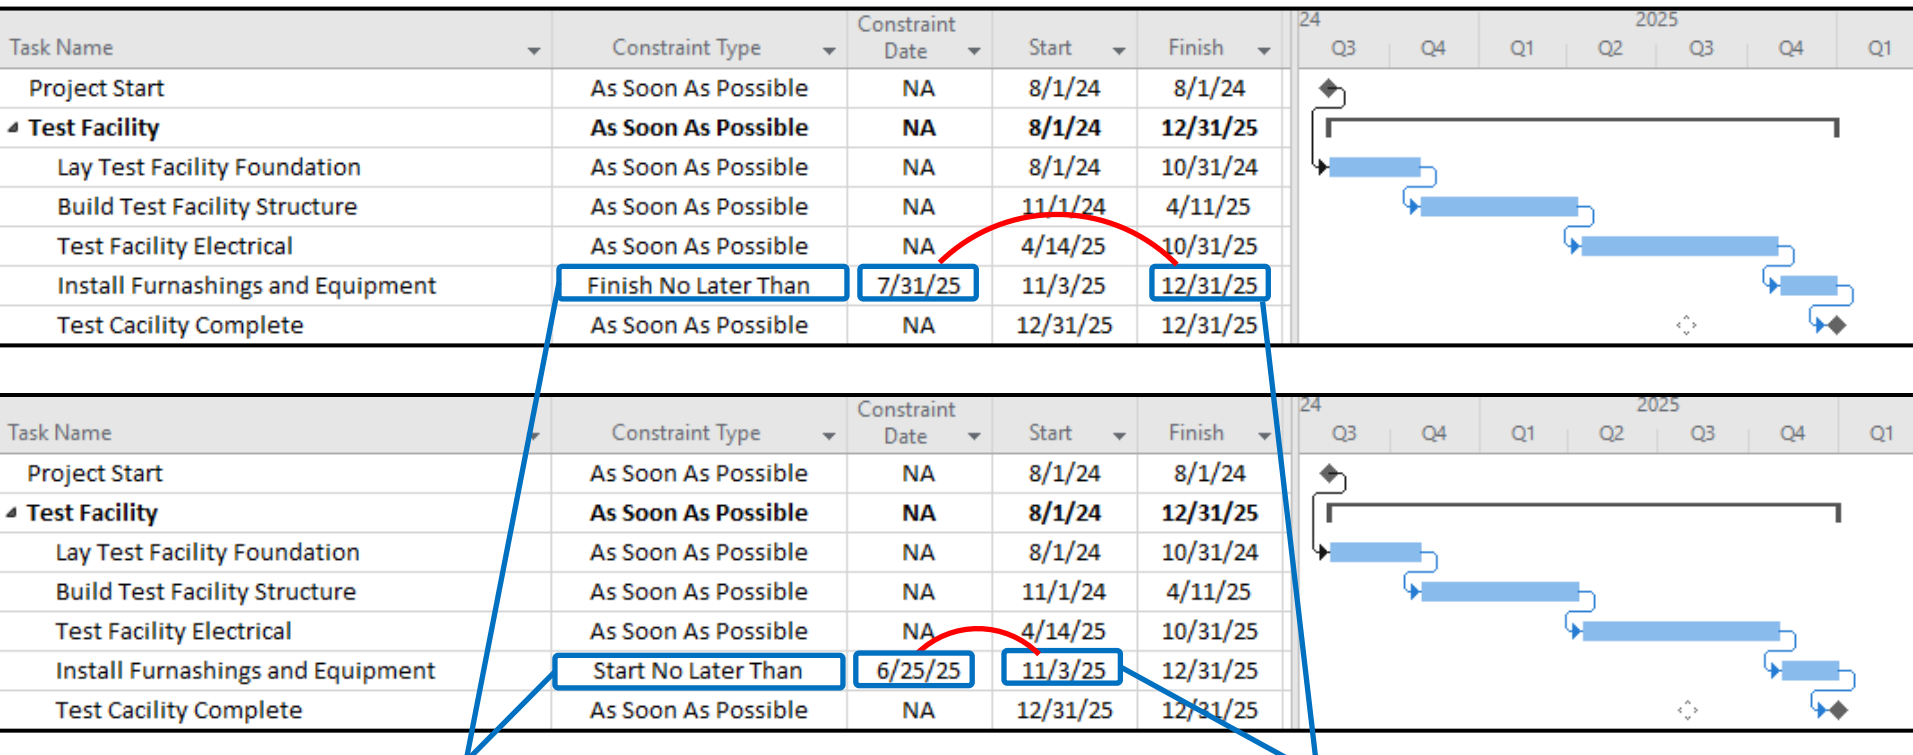 Task Name Constraint Type Constraint Date Start Finish 24 2025
Q3 Q4 Q1 Q2 Q3 Q4 Q1
Project Start As Soon As Possible NA 8/1/24 8/1/24
Test Facility As Soon As Possible NA 8/1/24 12/31/25
Lay Test Facility Foundation As Soon As Possible NA 8/1/24 10/31/24
Build Test Facility Structure As Soon As Possible NA 11/1/24 4/11/25
Test Facility Electrical As Soon As Possible NA 4/14/25 10/31/25
Install Furnashings and Equipment Finish No Later Than 7/31/25 11/3/25 12/31/25
Test Cacility Complete As Soon As Possible NA 12/31/25 12/31/25
Task Name Constraint Type Constraint Date Start Finish 24 2025
Q3 Q4 Q1 Q2 Q3 Q4 Q1
Project Start As Soon As Possible NA 8/1/24 8/1/24
Test Facility As Soon As Possible NA 8/1/24 12/31/25
Lay Test Facility Foundation As Soon As Possible NA 8/1/24 10/31/24
Build Test Facility Structure As Soon As Possible NA 11/1/24 4/11/25
Test Facility Electrical As Soon As Possible NA 4/14/25 10/31/25
Install Furnashings and Equipment Start No Later Than 6/25/25 11/3/25 12/31/25
Test Cacility Complete As Soon As Possible NA 12/31/25 12/31/25